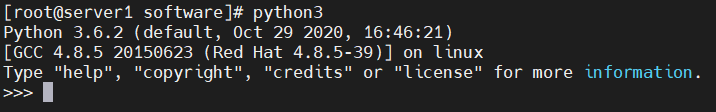 [root@server1 software]# python3
Python 3.6.2 (default, Oct 29 2020, 16:46:21)
[GCC 4.8.5 20150623 (Red Hat 4.8.5-39)] on linux
Type "help", "copyright", "credits" or "license" for more information.
>>>